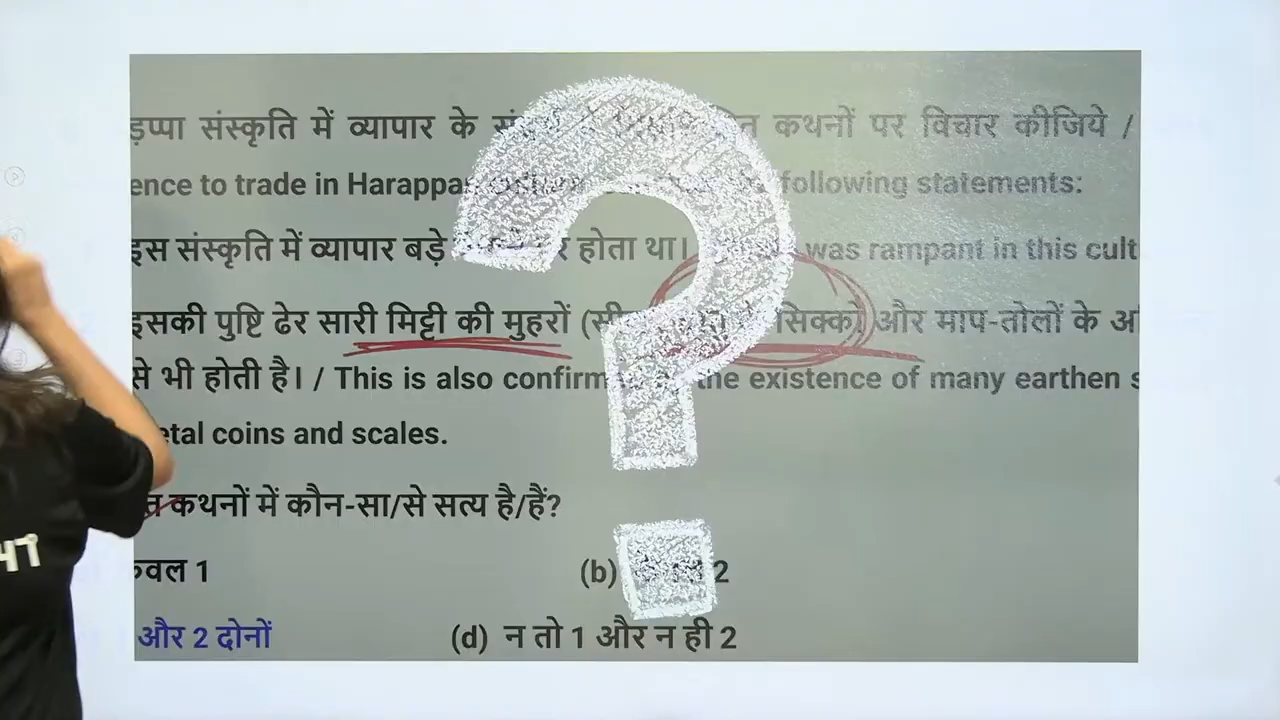 ड़प्पा संस्कृति में व्यापार के कथनों पर विचार कीजिये /
ence to trade in Harappa following statements:
इस संस्कृति में व्यापार बड़े होता था। was rampant in this cult
इसकी पुष्टि ढेर सारी मिट्टी की मुहरों सिक्को) और माप-तोलों के
से भी होती है। / This is also confirm the existence of many earthen s
etal coins and scales.
त कथनों में कौन-सा/से सत्य है/हैं?
वल 1
(b) 2
और 2 दोनों
(d) न तो 1 और न ही 2